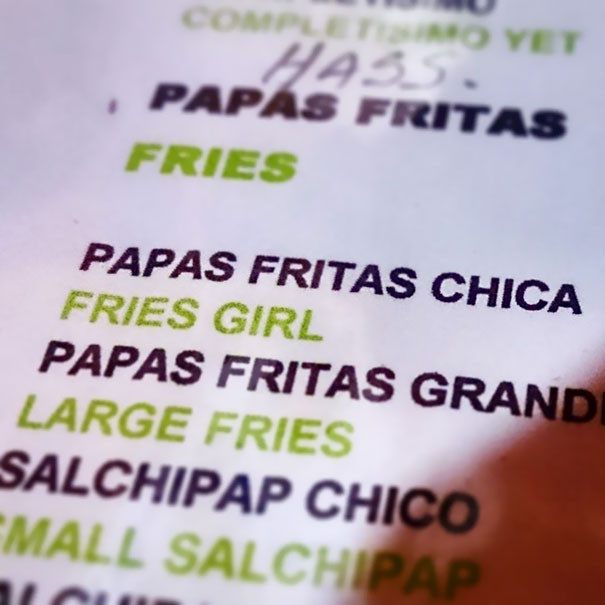 COMPLETISIMO YET
HASS.
PAPAS FRITAS
FRIES
PAPAS FRITAS CHICA
FRIES GIRL
PAPAS FRITAS GRAND
LARGE FRIES
SALCHIPAP CHICO
SMALL SALCHIPAP